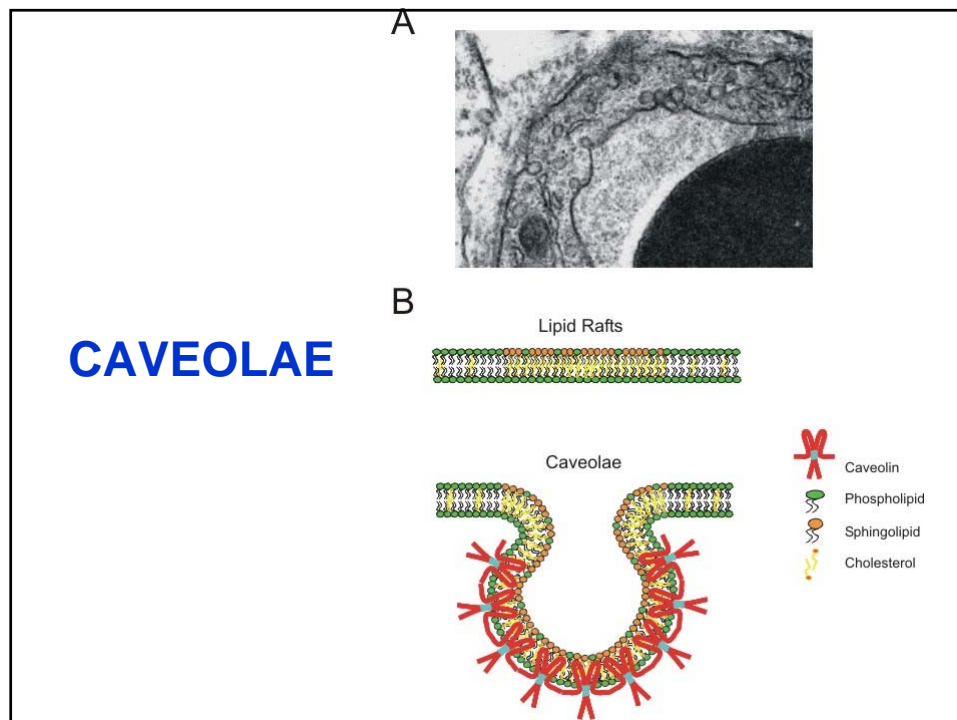 A
CAVEOLAE
B
Lipid Rafts
Caveolae
Caveolin
Phospholipid
Sphingolipid
Cholesterol